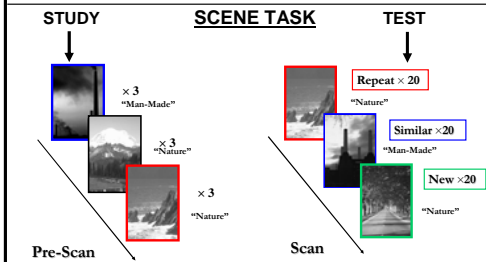 STUDY
SCENE TASK
TEST
× 3
“Man-Made”
× 3
“Nature”
× 3
“Nature”
Pre-Scan
Repeat × 20
“Nature”
Similar ×20
“Man-Made”
New ×20
“Nature”
Scan